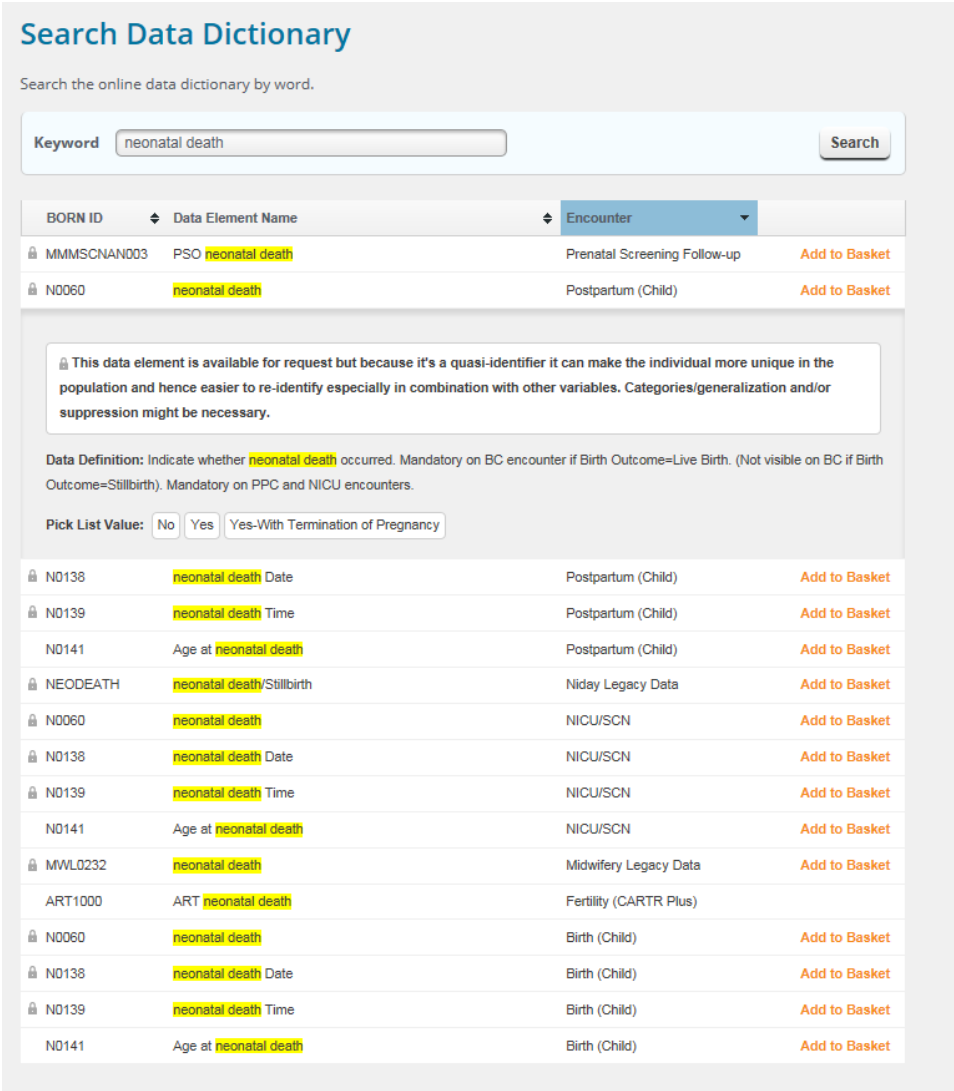 Search Data Dictionary
Search the online data dictionary by word.
Keyword neonatal death Search
BORN ID Data Element Name Encounter
MMMSCNAN003 PSO neonatal death Prenatal Screening Follow-up Add to Basket
N0060 neonatal death Postpartum (Child) Add to Basket
This data element is available for request but because it's a quasi-identifier it can make the individual more unique in the
population and hence easier to re-identify especially in combination with other variables. Categories/generalization and/or
suppression might be necessary.
Data Definition: Indicate whether neonatal death occurred. Mandatory on BC encounter if Birth Outcome=Live Birth. (Not visible on BC if Birth
Outcome=Stillbirth). Mandatory on PPC and NICU encounters.
Pick List Value: No Yes Yes-With Termination of Pregnancy
N0138 neonatal death Date Postpartum (Child) Add to Basket
N0139 neonatal death Time Postpartum (Child) Add to Basket
N0141 Age at neonatal death Postpartum (Child) Add to Basket
NEODEATH neonatal death/Stillbirth Niday Legacy Data Add to Basket
N0060 neonatal death NICU/SCN Add to Basket
N0138 neonatal death Date NICU/SCN Add to Basket
N0139 neonatal death Time NICU/SCN Add to Basket
N0141 Age at neonatal death NICU/SCN Add to Basket
MWL0232 neonatal death Midwifery Legacy Data Add to Basket
ART1000 ART neonatal death Fertility (CARTR Plus)
N0060 neonatal death Birth (Child) Add to Basket
N0138 neonatal death Date Birth (Child) Add to Basket
N0139 neonatal death Time Birth (Child) Add to Basket
N0141 Age at neonatal death Birth (Child) Add to Basket